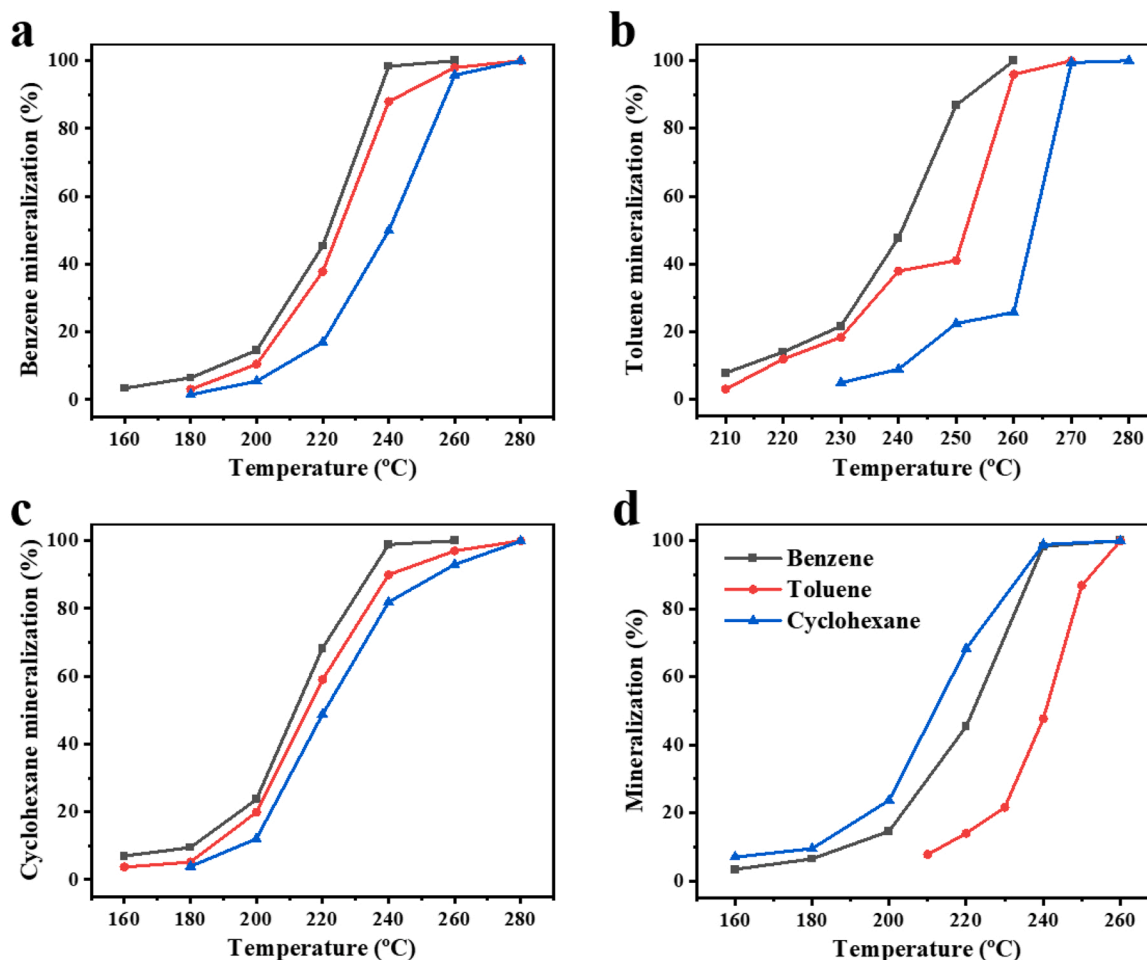 a
100
80
60
40
20
0
Benzene mineralization (%)
160 180 200 220 240 260 280
Temperature (ºC)
b
100
80
60
40
20
0
Toluene mineralization (%)
210 220 230 240 250 260 270 280
Temperature (ºC)
c
100
80
60
40
20
0
Cyclohexane mineralization (%)
160 180 200 220 240 260 280
Temperature (ºC)
d
100
80
60
40
20
0
Mineralization (%)
Benzene
Toluene
Cyclohexane
160 180 200 220 240 260
Temperature (ºC)